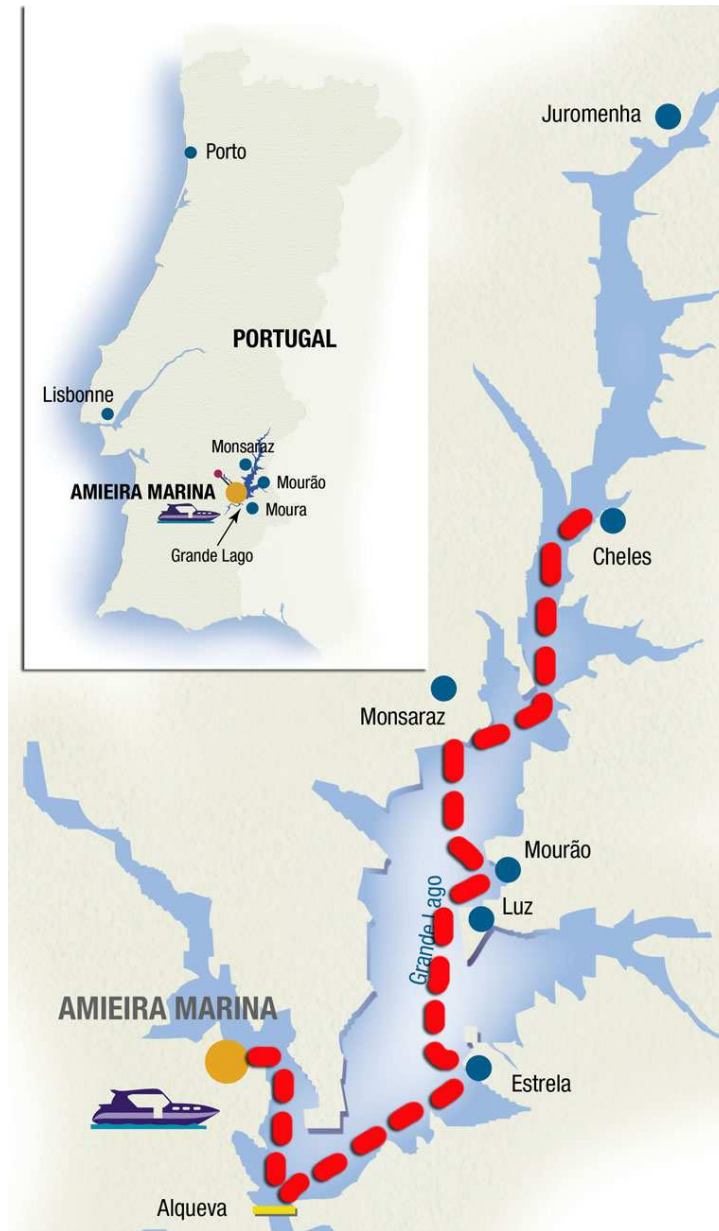 Porto
PORTUGAL
Lisbonne
Monsaraz
AMIEIRA MARINA
Mourão
Moura
Grande Lago
Juromenha
Cheles
Monsaraz
Mourão
Luz
Grande Lago
AMIEIRA MARINA
Estrela
Alqueva